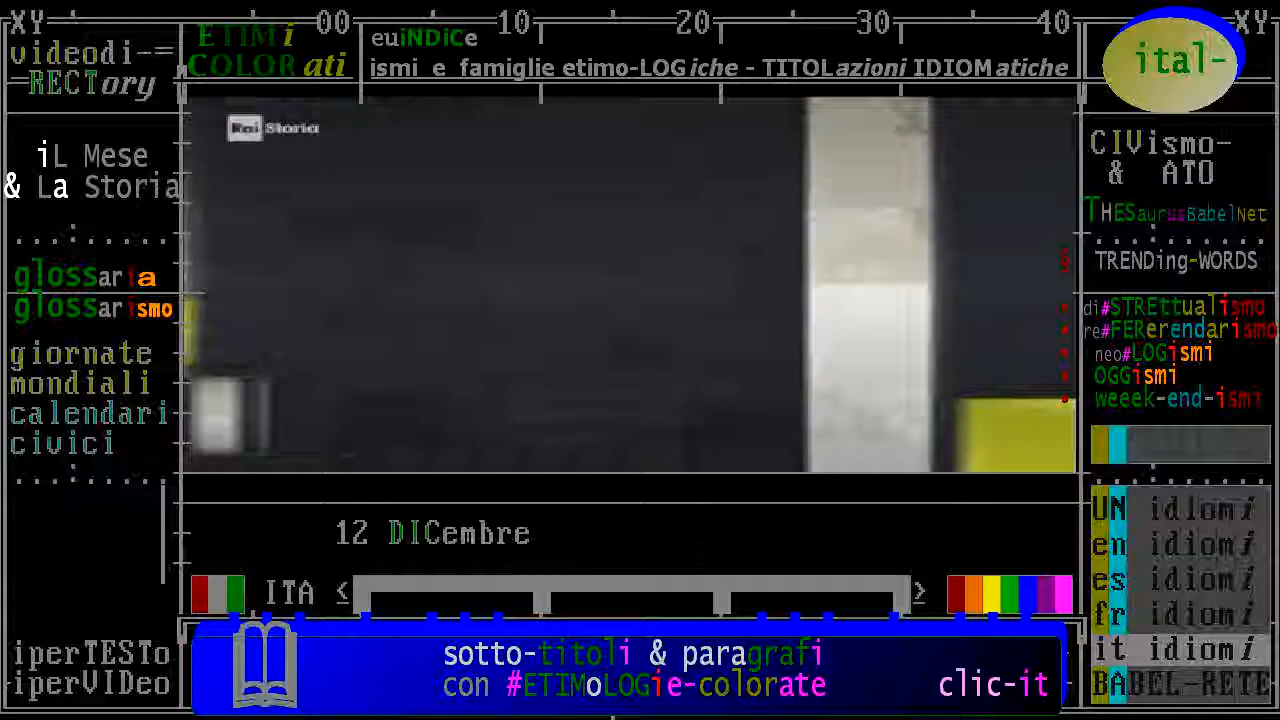 XY 00 10 20 30 40 XY
videodi-=
=RECTory
ETIMi
COLORati
euiNDiCe
ismi e famiglie etimo-LOGiche - TITOLazioni IDIOMatiche
ital-
Rai Storia
iL Mese
& La Storia
...:.....
glossaria
glossarismo
giornate
mondiali
calendari
civici
...:.....
CIVismo-
& ATO
THESaurusBabelNet
TRENDing-WORDS
di#STREttualismo
re#FERerendarismo
neo#LOGismi
OGGismi
weeek-end-ismi
§
UN idiomi
en idiomi
es idiomi
fr idiomi
it idiomi
BABEL-RETE
12 DICembre
ITA < >
iperTESTo
-iperVIDeo
sotto-titoli & paragrafi
con #ETIMoLOGie-colorate
clic-it